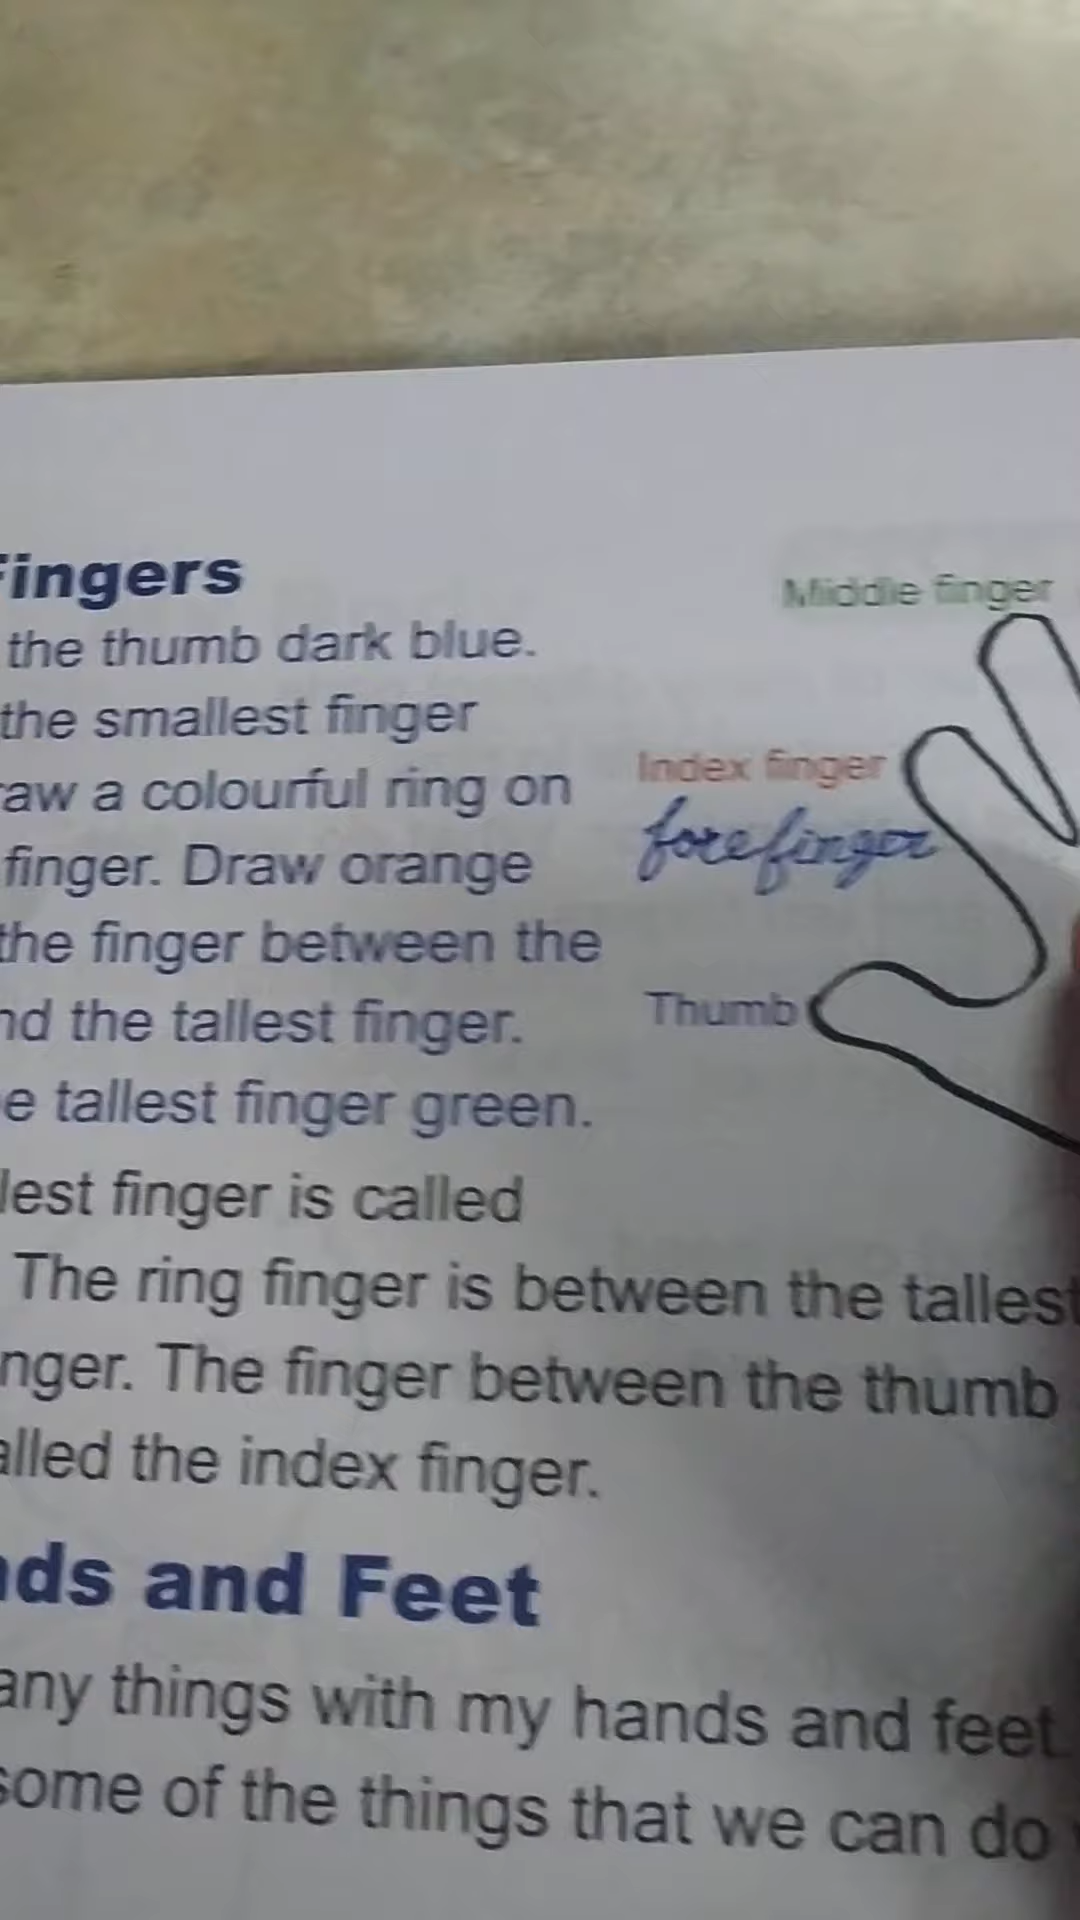 Fingers
the thumb dark blue.
the smallest finger
raw a colourful ring on
finger. Draw orange
the finger between the
nd the tallest finger.
e tallest finger green.
Middle finger
Index finger
forefinger
Thumb
lest finger is called
The ring finger is between the tallest
nger. The finger between the thumb
alled the index finger.
nds and Feet
any things with my hands and feet.
some of the things that we can do